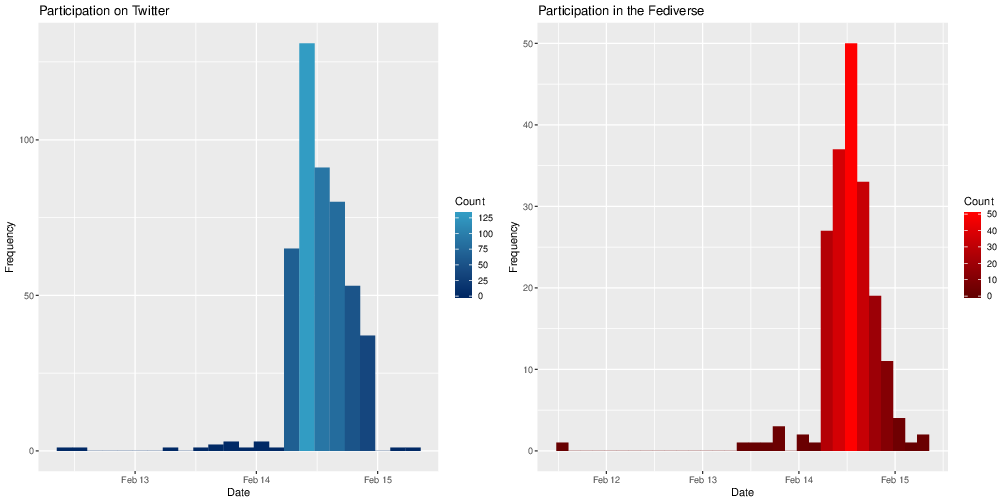 Participation on Twitter
Frequency
100
50
0
Feb 13
Feb 14
Feb 15
Date
Count
125
100
75
50
25
0
Participation in the Fediverse
Frequency
50
40
30
20
10
0
Feb 12
Feb 13
Feb 14
Feb 15
Date
Count
50
40
30
20
10
0